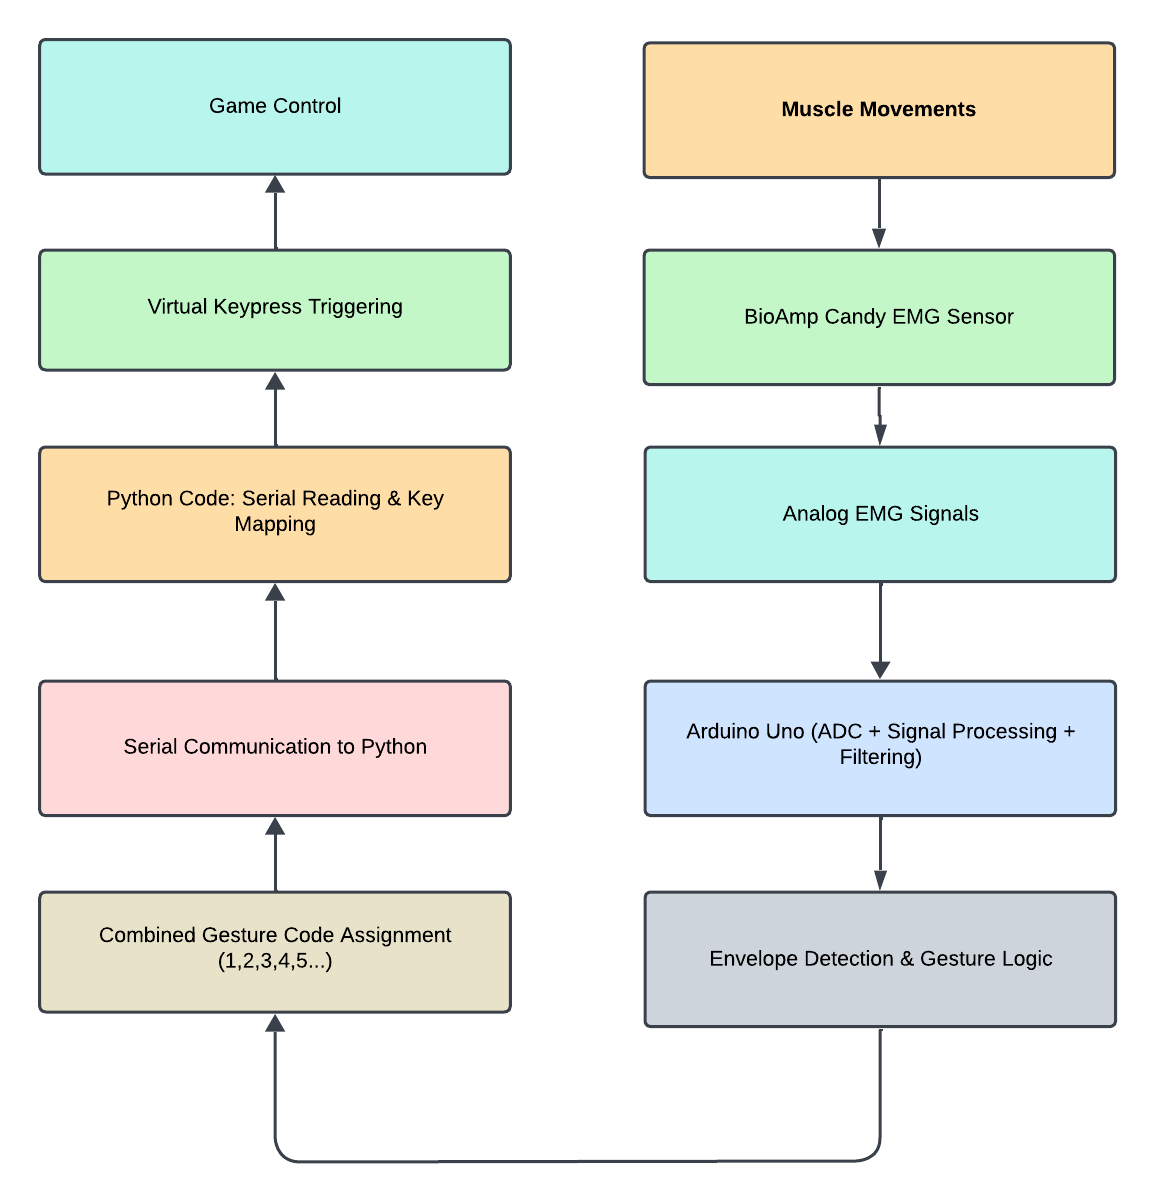 Game Control
Virtual Keypress Triggering
Python Code: Serial Reading & Key
Mapping
Serial Communication to Python
Combined Gesture Code Assignment
(1,2,3,4,5...)
Muscle Movements
BioAmp Candy EMG Sensor
Analog EMG Signals
Arduino Uno (ADC + Signal Processing +
Filtering)
Envelope Detection & Gesture Logic